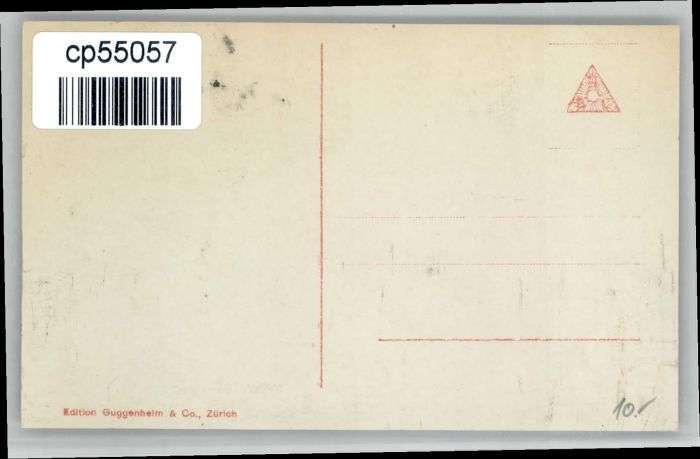 cp55057
Edition Guggenheim & Co., Zürich
10.-